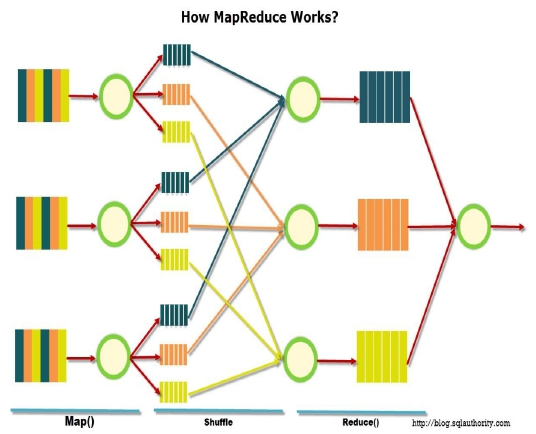 How MapReduce Works?
Map()
Shuffle
Reduce()
http://blog.sqlauthority.com